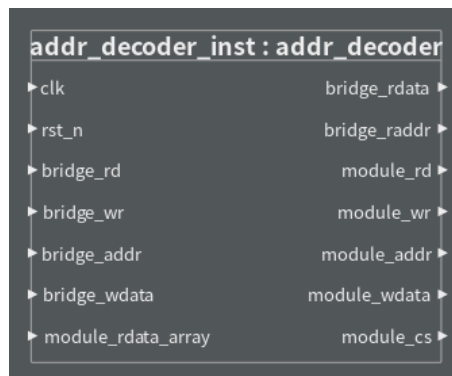 addr_decoder_inst : addr_decoder
clk bridge_rdata
rst_n bridge_raddr
bridge_rd module_rd
bridge_wr module_wr
bridge_addr module_addr
bridge_wdata module_wdata
module_rdata_array module_cs